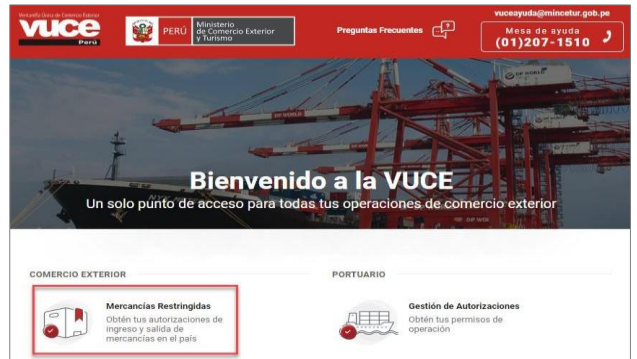 Ventanilla Única de Comercio Exterior
vuce
Perú
PERÚ
Ministerio
de Comercio Exterior
y Turismo
Preguntas Frecuentes
?
vuceayuda@mincetur.gob.pe
Mesa de ayuda
(01)207-1510
DP WORLD
Bienvenido a la VUCE
Un solo punto de acceso para todas tus operaciones de comercio exterior
COMERCIO EXTERIOR
Mercancías Restringidas
Obtén tus autorizaciones de
ingreso y salida de
mercancías en el país
PORTUARIO
Gestión de Autorizaciones
Obtén tus permisos de
operación